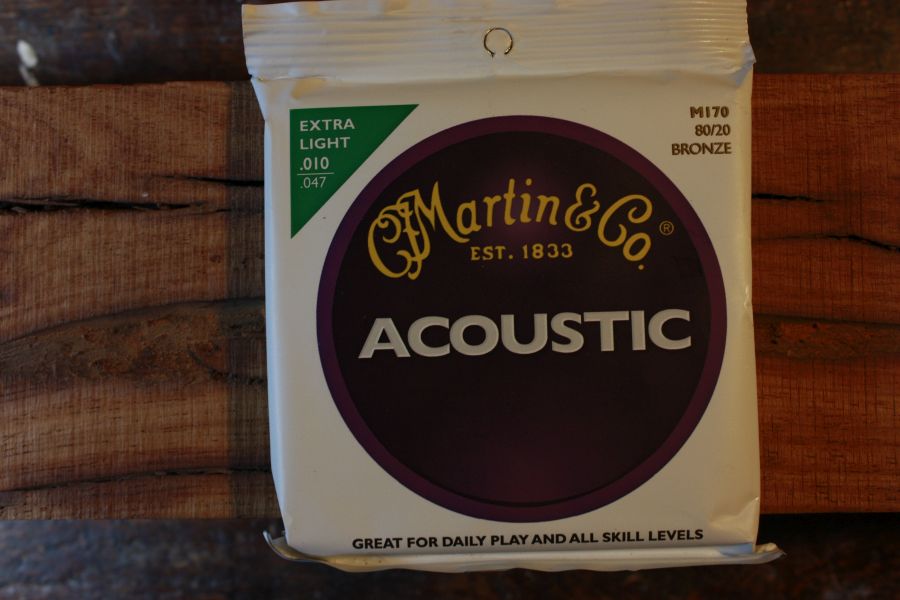 EXTRA
LIGHT
.010
.047
M170
80/20
BRONZE
CFMartin & Co®
EST. 1833
ACOUSTIC
GREAT FOR DAILY PLAY AND ALL SKILL LEVELS